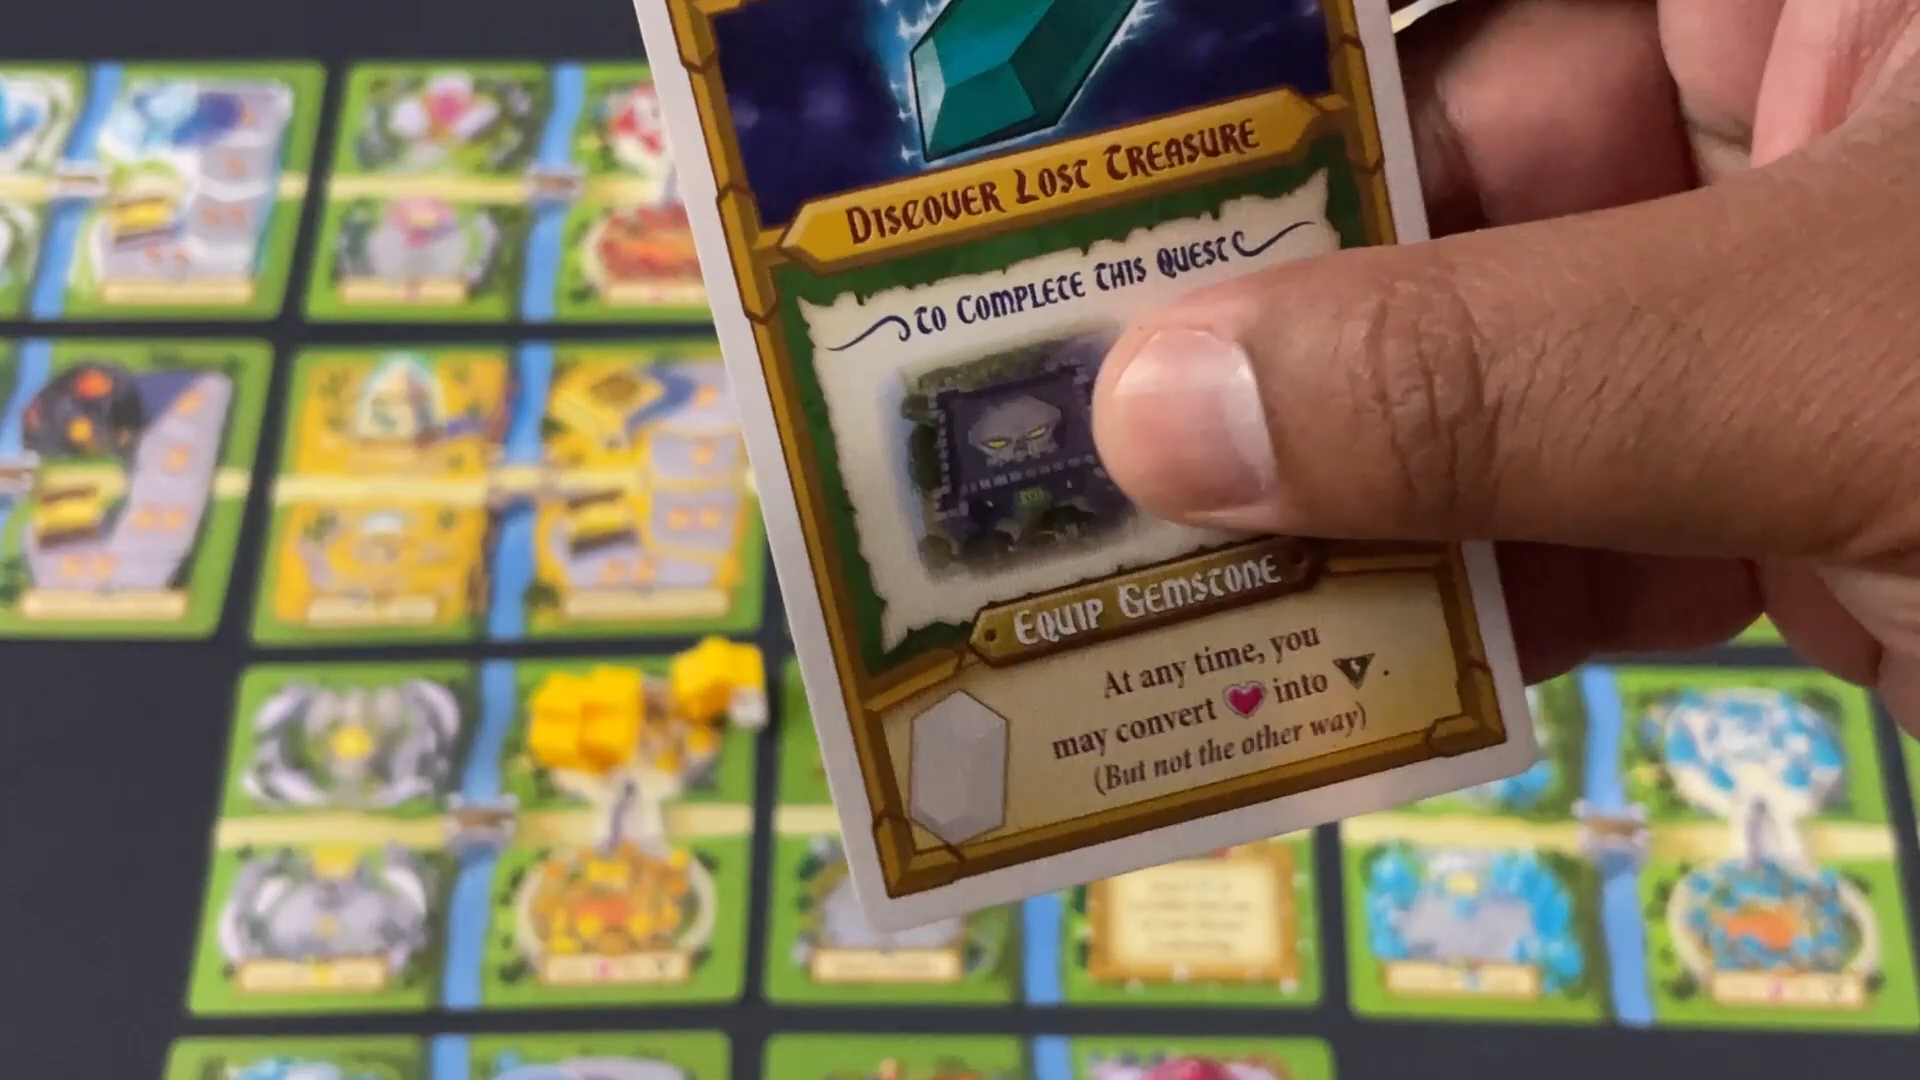 DISCOVER LOST TREASURE
TO COMPLETE THIS QUEST
EQUIP GEMSTONE
At any time, you
may convert into .
(But not the other way)